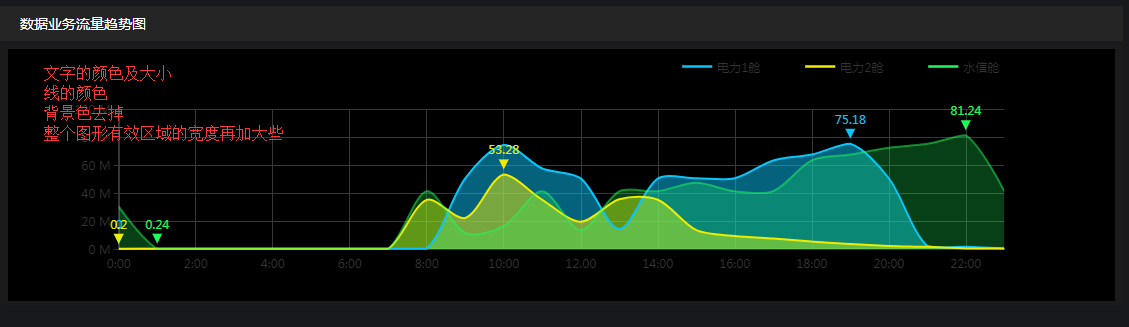 数据业务流量趋势图
文字的颜色及大小
线的颜色
背景色去掉
整个图形有效区域的宽度再加大些
电力1舱 电力2舱 水信舱
81.24
75.18
53.28
60 M
40 M
0.2 0.24
20 M
0 M
0:00 2:00 4:00 6:00 8:00 10:00 12:00 14:00 16:00 18:00 20:00 22:00